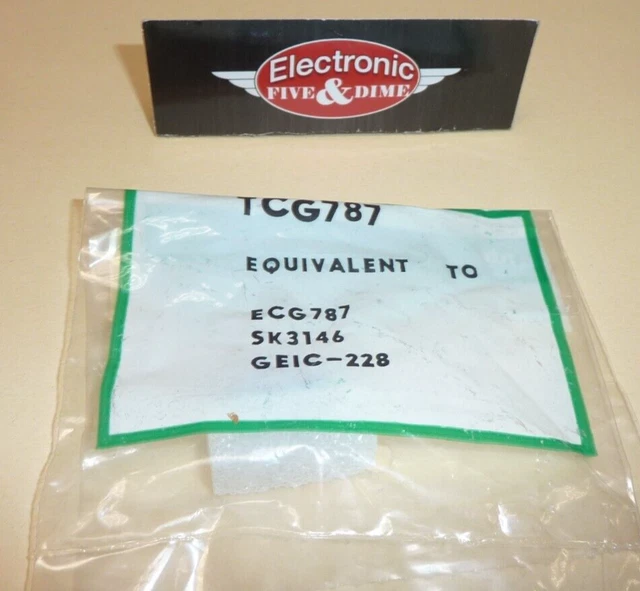 Electronic
FIVE & DIME
TCG787
EQUIVALENT TO
ECG787
SK3146
GEIC-228